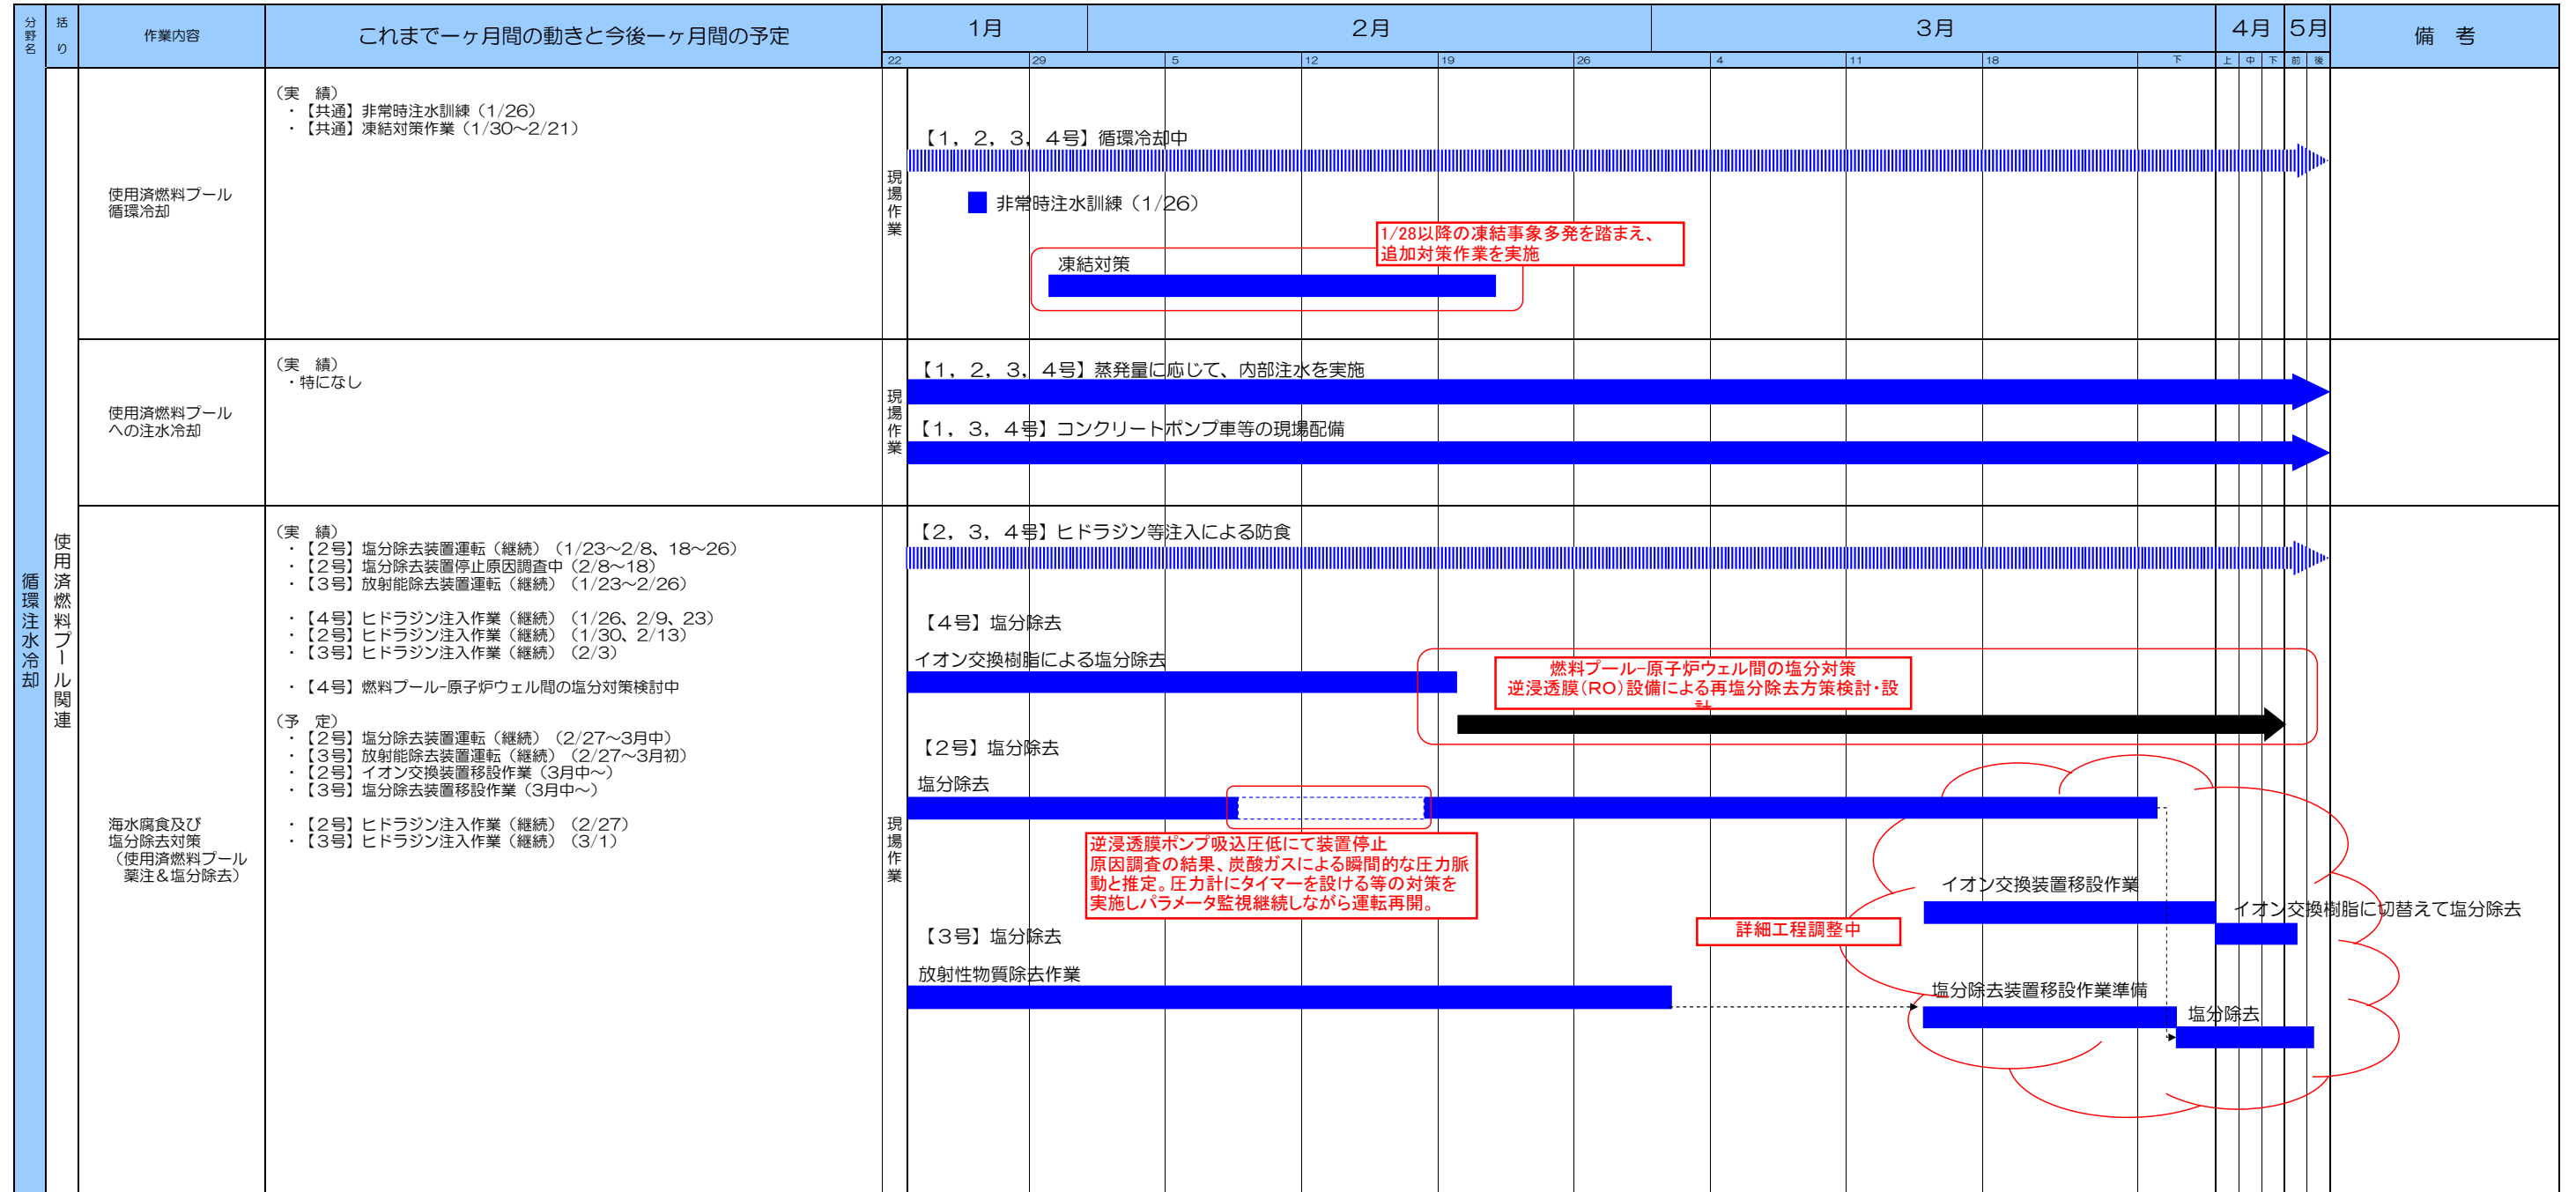 分野名
括り
作業内容
これまで一ヶ月間の動きと今後一ヶ月間の予定
1月
2月
3月
4月
5月
備 考
22
29
5
12
19
26
4
11
18
下
上
中
下
前
後
循環注水冷却
使用済燃料プール関連
使用済燃料プール
循環冷却
（実 績）
・【共通】非常時注水訓練（1/26）
・【共通】凍結対策作業（1/30～2/21）
現場作業
【1，2，3，4号】循環冷却中
非常時注水訓練（1/26）
1/28以降の凍結事象多発を踏まえ、
追加対策作業を実施
凍結対策
使用済燃料プール
への注水冷却
（実 績）
・特になし
現場作業
【1，2，3，4号】蒸発量に応じて、内部注水を実施
【1，3，4号】コンクリートポンプ車等の現場配備
海水腐食及び
塩分除去対策
（使用済燃料プール
薬注＆塩分除去）
（実 績）
・【2号】塩分除去装置運転（継続）（1/23～2/8、18～26）
・【2号】塩分除去装置停止原因調査中（2/8～18）
・【3号】放射能除去装置運転（継続）（1/23～2/26）
・【4号】ヒドラジン注入作業（継続）（1/26、2/9、23）
・【2号】ヒドラジン注入作業（継続）（1/30、2/13）
・【3号】ヒドラジン注入作業（継続）（2/3）
・【4号】燃料プール-原子炉ウェル間の塩分対策検討中
（予 定）
・【2号】塩分除去装置運転（継続）（2/27～3月中）
・【3号】放射能除去装置運転（継続）（2/27～3月初）
・【2号】イオン交換装置移設作業（3月中～）
・【3号】塩分除去装置移設作業（3月中～）
・【2号】ヒドラジン注入作業（継続）（2/27）
・【3号】ヒドラジン注入作業（継続）（3/1）
現場作業
【2，3，4号】ヒドラジン等注入による防食
【4号】塩分除去
イオン交換樹脂による塩分除去
燃料プール-原子炉ウェル間の塩分対策
逆浸透膜（RO）設備による再塩分除去方策検討・設
計
【2号】塩分除去
塩分除去
逆浸透膜ポンプ吸込圧低にて装置停止
原因調査の結果、炭酸ガスによる瞬間的な圧力脈
動と推定。圧力計にタイマーを設ける等の対策を
実施しパラメータ監視継続しながら運転再開。
イオン交換装置移設作業
イオン交換樹脂に切替えて塩分除去
詳細工程調整中
【3号】塩分除去
放射性物質除去作業
塩分除去装置移設作業準備
塩分除去